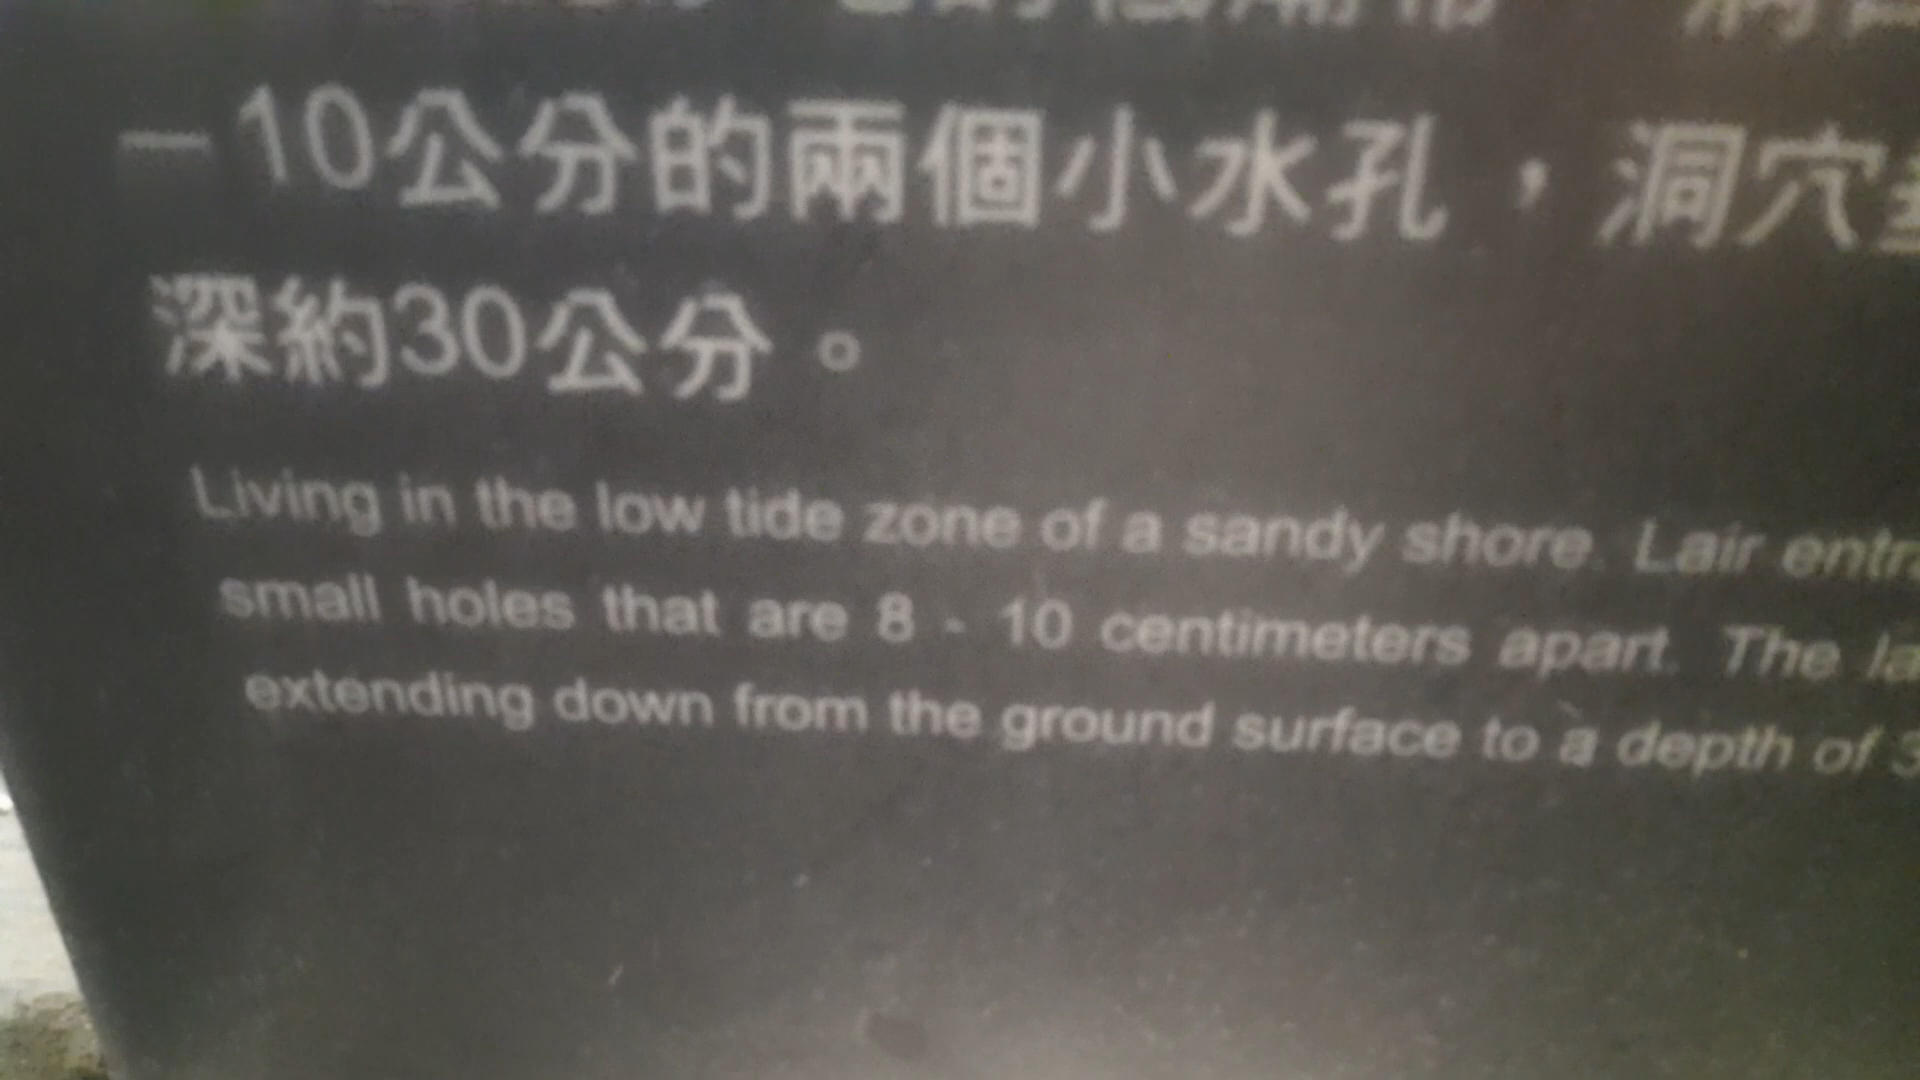 －10公分的兩個小水孔，洞穴
深約30公分。
Living in the low tide zone of a sandy shore. Lair
small holes that are 8 - 10 centimeters apart. The
extending down from the ground surface to a depth of